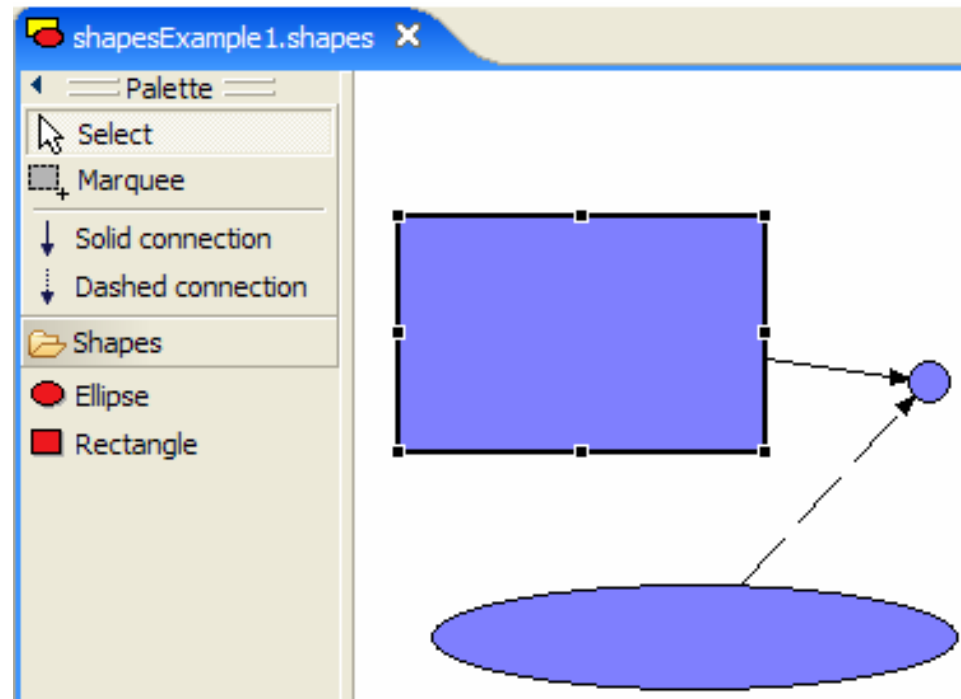 shapesExample1.shapes
Palette
Select
Marquee
Solid connection
Dashed connection
Shapes
Ellipse
Rectangle